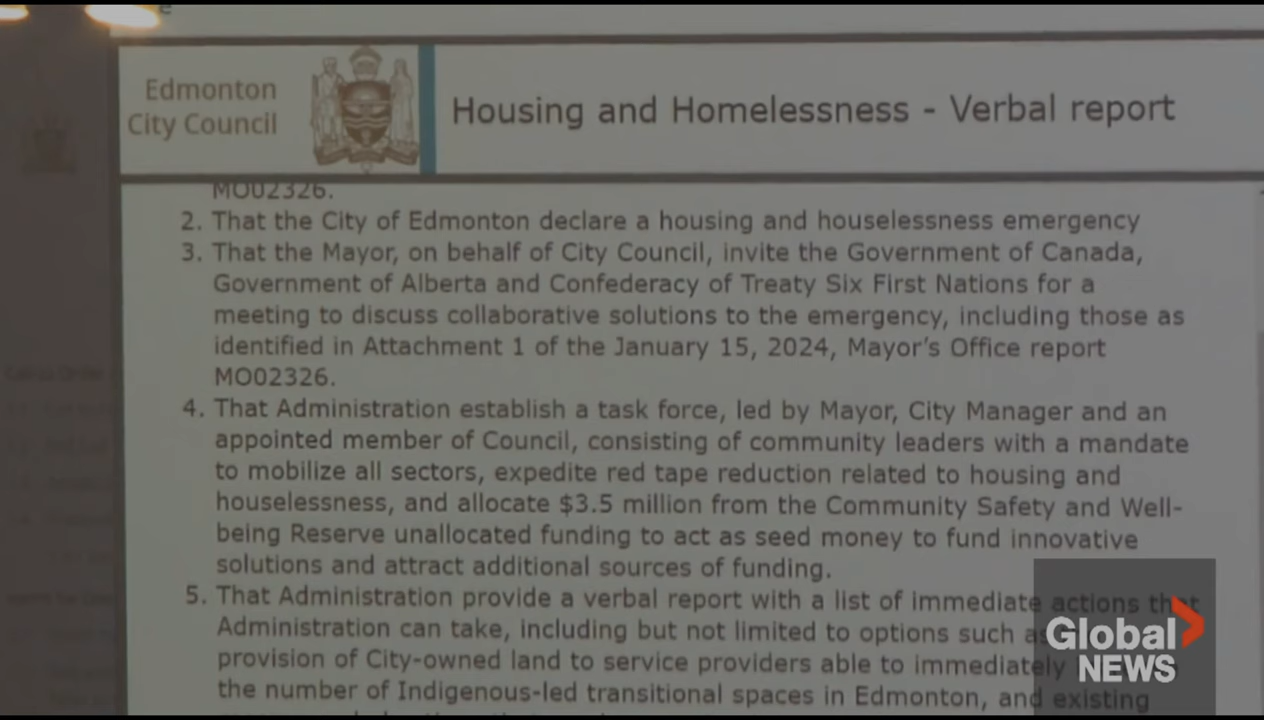 Edmonton
City Council
Housing and Homelessness - Verbal report
MO02326.
2. That the City of Edmonton declare a housing and houselessness emergency
3. That the Mayor, on behalf of City Council, invite the Government of Canada,
Government of Alberta and Confederacy of Treaty Six First Nations for a
meeting to discuss collaborative solutions to the emergency, including those as
identified in Attachment 1 of the January 15, 2024, Mayor's Office report
MO02326.
4. That Administration establish a task force, led by Mayor, City Manager and an
appointed member of Council, consisting of community leaders with a mandate
to mobilize all sectors, expedite red tape reduction related to housing and
houselessness, and allocate $3.5 million from the Community Safety and Well-
being Reserve unallocated funding to act as seed money to fund innovative
solutions and attract additional sources of funding.
5. That Administration provide a verbal report with a list of immediate actions that
Administration can take, including but not limited to options such as
provision of City-owned land to service providers able to immediately
the number of Indigenous-led transitional spaces in Edmonton, and existing
Global
NEWS